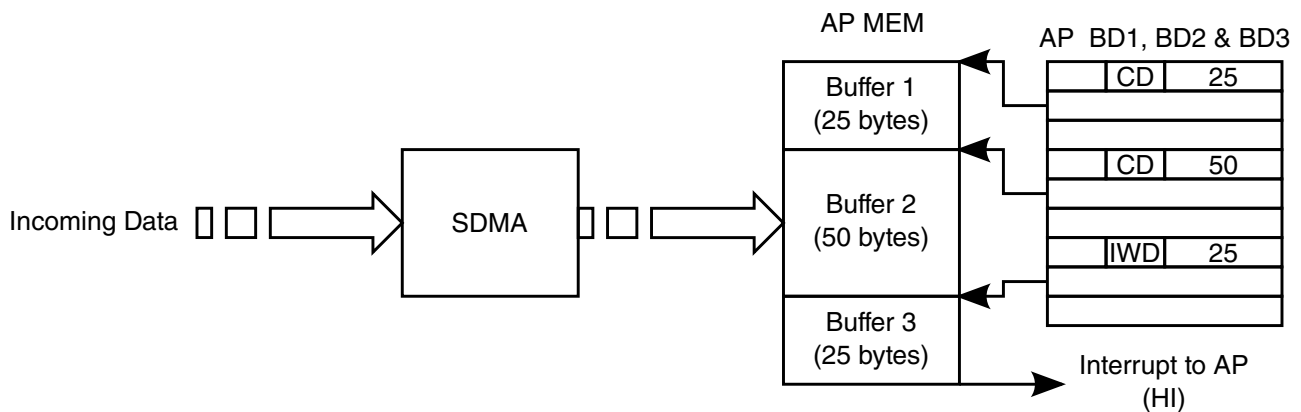 AP MEM
AP BD1, BD2 & BD3
Buffer 1
(25 bytes)
CD 25
Incoming Data
SDMA
Buffer 2
(50 bytes)
CD 50
IWD 25
Buffer 3
(25 bytes)
Interrupt to AP
(HI)